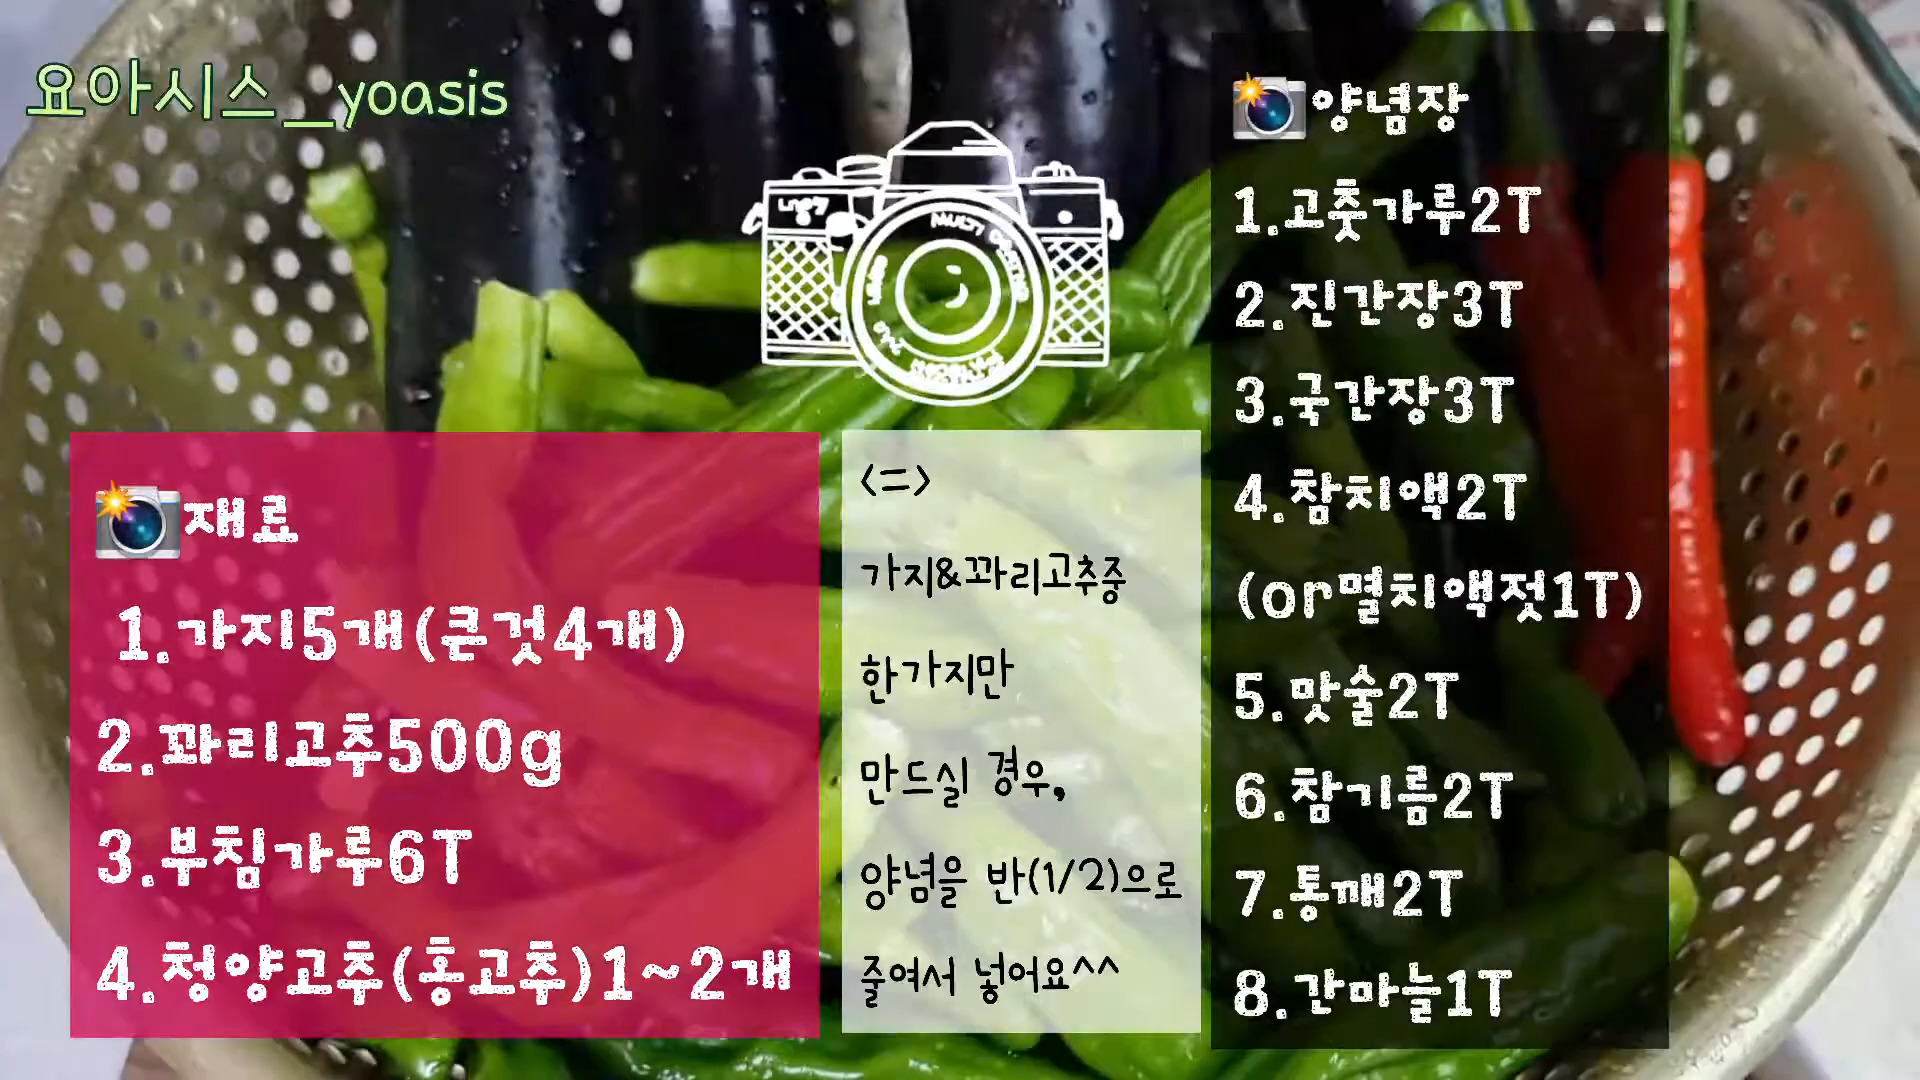 요아시스_yoasis
양념장
1.고춧가루2T
2.진간장3T
3.국간장3T
4.참치액2T
(or멸치액젓1T)
5.맛술2T
6.참기름2T
7.통깨2T
8.간마늘1T
재료
1.가지5개(큰것4개)
2.꽈리고추500g
3.부침가루6T
4.청양고추(홍고추)1~2개
<=>
가지&꽈리고추중
한가지만
만드실 경우,
양념을 반(1/2)으로
줄여서 넣어요^^
MULTI